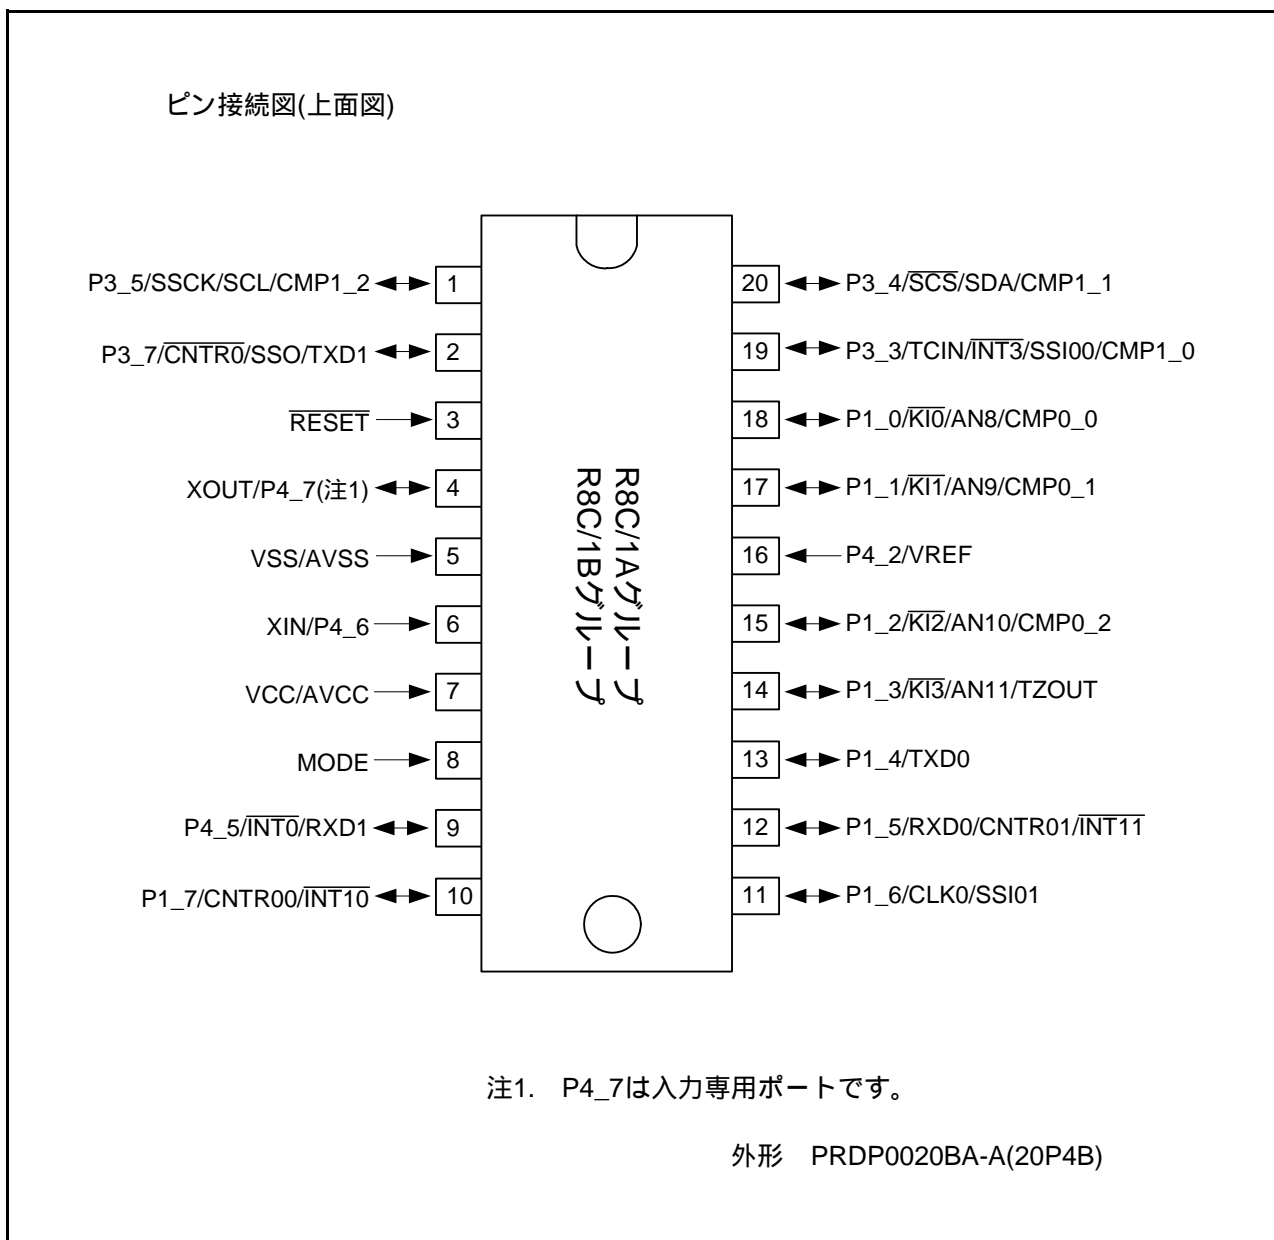 ピン接続図(上面図)
P3_5/SSCK/SCL/CMP1_2 1
P3_7/CNTR0/SSO/TXD1 2
RESET 3
XOUT/P4_7(注1) 4
VSS/AVSS 5
XIN/P4_6 6
VCC/AVCC 7
MODE 8
P4_5/INT0/RXD1 9
P1_7/CNTR00/INT10 10
R8C/1Aグループ
R8C/1Bグループ
20 P3_4/SCS/SDA/CMP1_1
19 P3_3/TCIN/INT3/SSI00/CMP1_0
18 P1_0/KI0/AN8/CMP0_0
17 P1_1/KI1/AN9/CMP0_1
16 P4_2/VREF
15 P1_2/KI2/AN10/CMP0_2
14 P1_3/KI3/AN11/TZOUT
13 P1_4/TXD0
12 P1_5/RXD0/CNTR01/INT11
11 P1_6/CLK0/SSI01
注1. P4_7は入力専用ポートです。
外形 PRDP0020BA-A(20P4B)